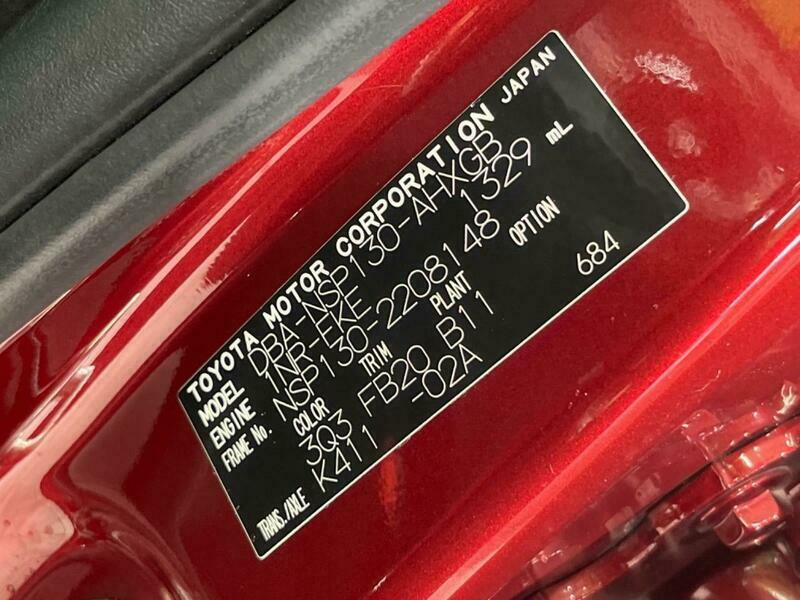 TOYOTA MOTOR CORPORATION JAPAN
MODEL DBA-NSP130-AHXGB
ENGINE 1NR-FKE 1329 mL
FRAME No. NSP130-2208148
COLOR TRIM PLANT OPTION
3Q3 FB20 B11 684
TRANS./AXLE K411 -02A